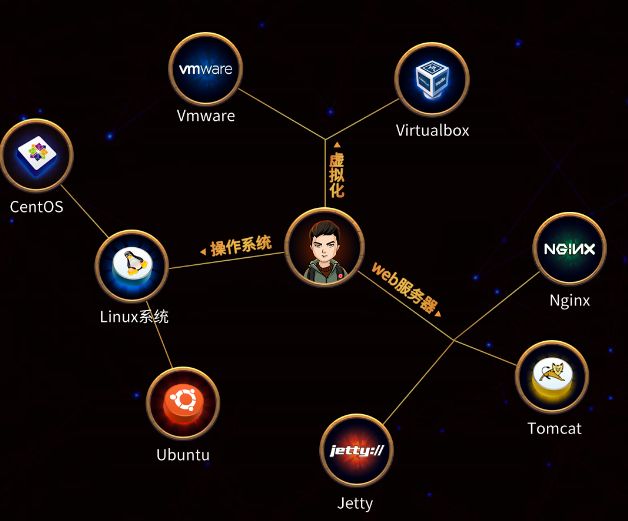 vmware
Vmware
Virtualbox
虚拟化
CentOS
操作系统
Linux系统
web服务器
NGINX
Nginx
Ubuntu
Tomcat
jetty://
Jetty